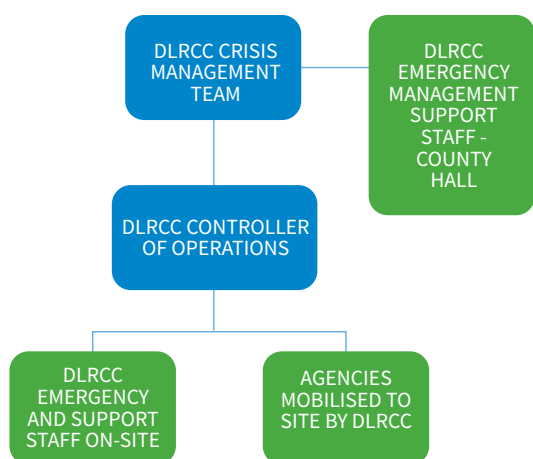 DLRCC CRISIS
MANAGEMENT
TEAM
DLRCC
EMERGENCY
MANAGEMENT
SUPPORT
STAFF -
COUNTY
HALL
DLRCC CONTROLLER
OF OPERATIONS
DLRCC
EMERGENCY
AND SUPPORT
STAFF ON-SITE
AGENCIES
MOBILISED TO
SITE BY DLRCC